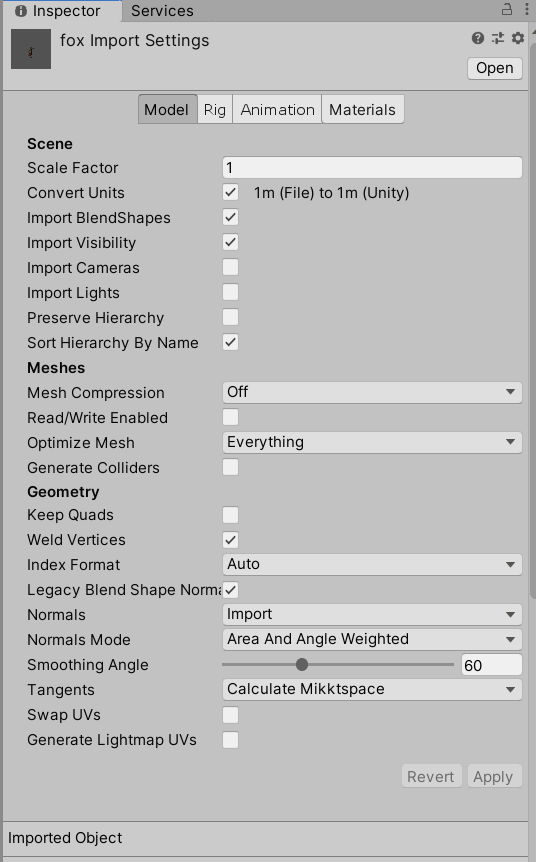 Inspector Services
fox Import Settings
Open
Model Rig Animation Materials
Scene
Scale Factor 1
Convert Units 1m (File) to 1m (Unity)
Import BlendShapes
Import Visibility
Import Cameras
Import Lights
Preserve Hierarchy
Sort Hierarchy By Name
Meshes
Mesh Compression Off
Read/Write Enabled
Optimize Mesh Everything
Generate Colliders
Geometry
Keep Quads
Weld Vertices
Index Format Auto
Legacy Blend Shape Norma
Normals Import
Normals Mode Area And Angle Weighted
Smoothing Angle 60
Tangents Calculate Mikktspace
Swap UVs
Generate Lightmap UVs
Revert Apply
Imported Object